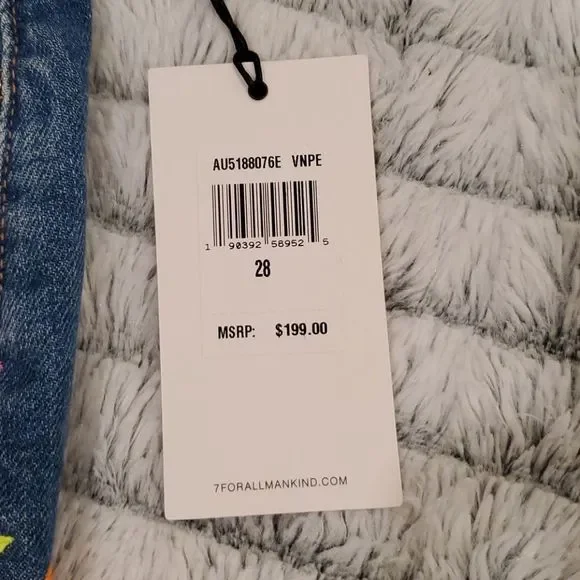 AU5188076E VNPE
1 90392 58952 5
28
MSRP: $199.00
7FORALLMANKIND.COM